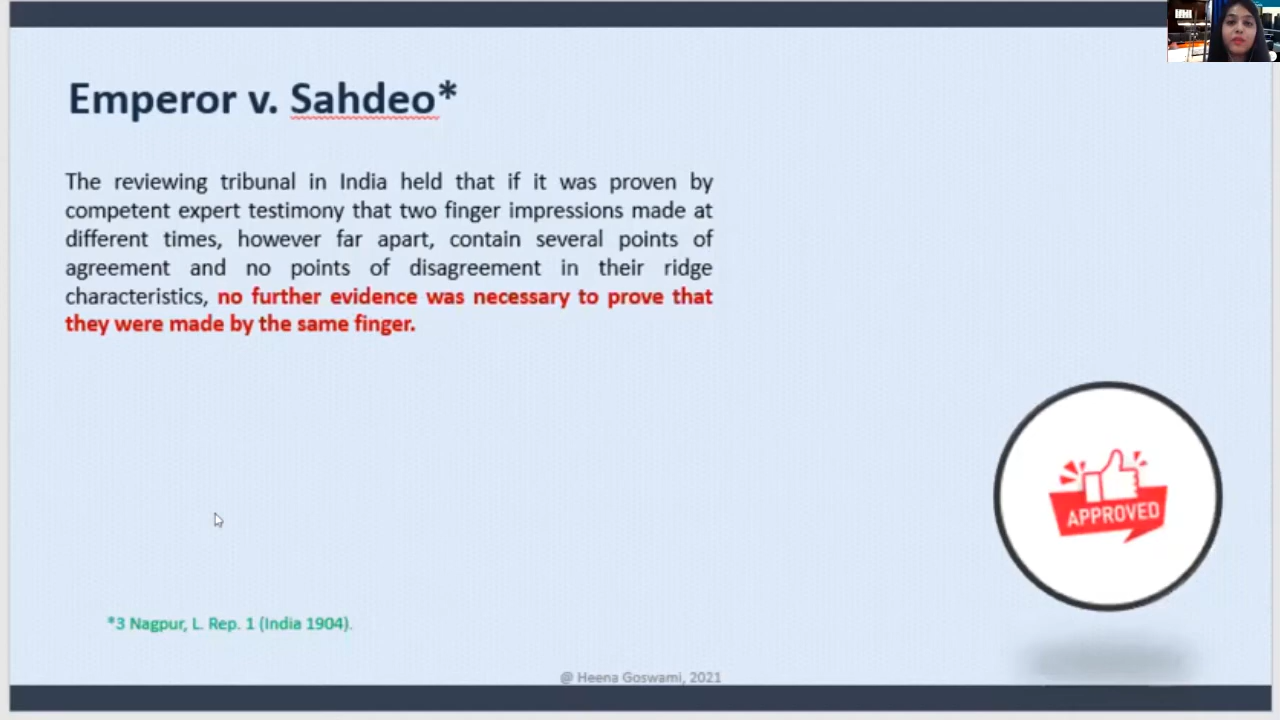 Emperor v. Sahdeo*
The reviewing tribunal in India held that if it was proven by
competent expert testimony that two finger impressions made at
different times, however far apart, contain several points of
agreement and no points of disagreement in their ridge
characteristics, no further evidence was necessary to prove that
they were made by the same finger.
APPROVED
*3 Nagpur, L. Rep. 1 (India 1904).
@ Heena Goswami, 2021